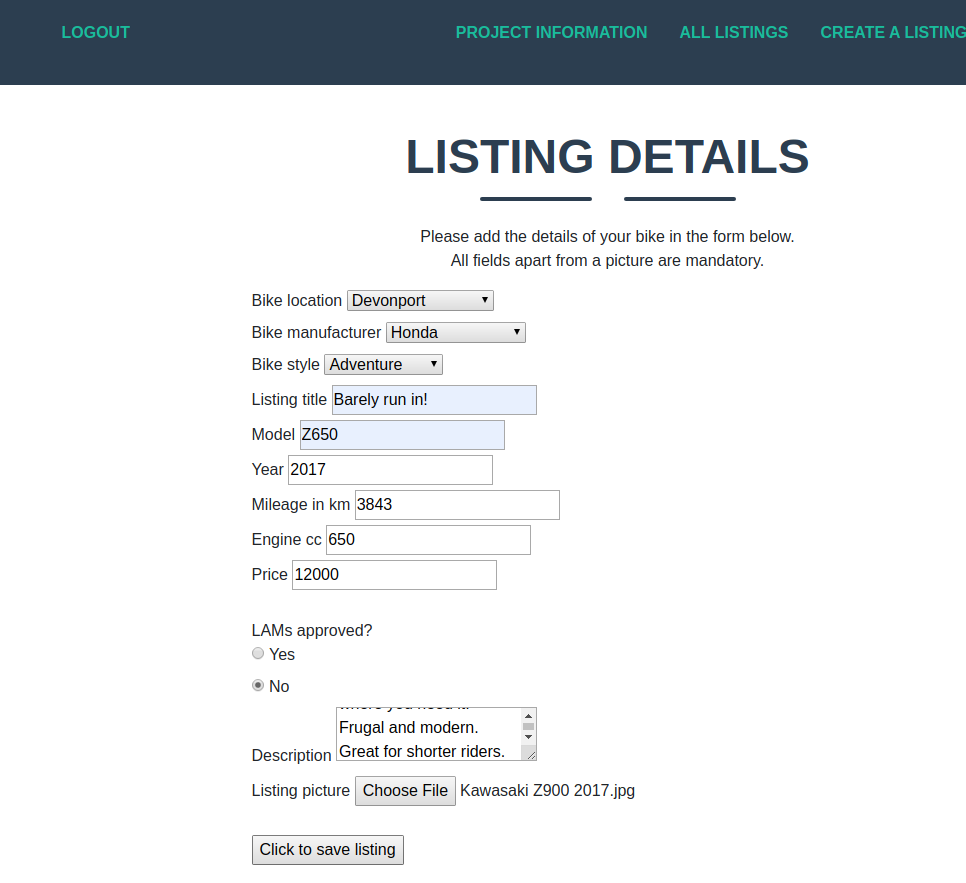 LOGOUT PROJECT INFORMATION ALL LISTINGS CREATE A LISTING
LISTING DETAILS
Please add the details of your bike in the form below.
All fields apart from a picture are mandatory.
Bike location Devonport
Bike manufacturer Honda
Bike style Adventure
Listing title Barely run in!
Model Z650
Year 2017
Mileage in km 3843
Engine cc 650
Price 12000
LAMs approved?
Yes
No
where you need it.
Frugal and modern.
Description Great for shorter riders.
Listing picture Choose File Kawasaki Z900 2017.jpg
Click to save listing